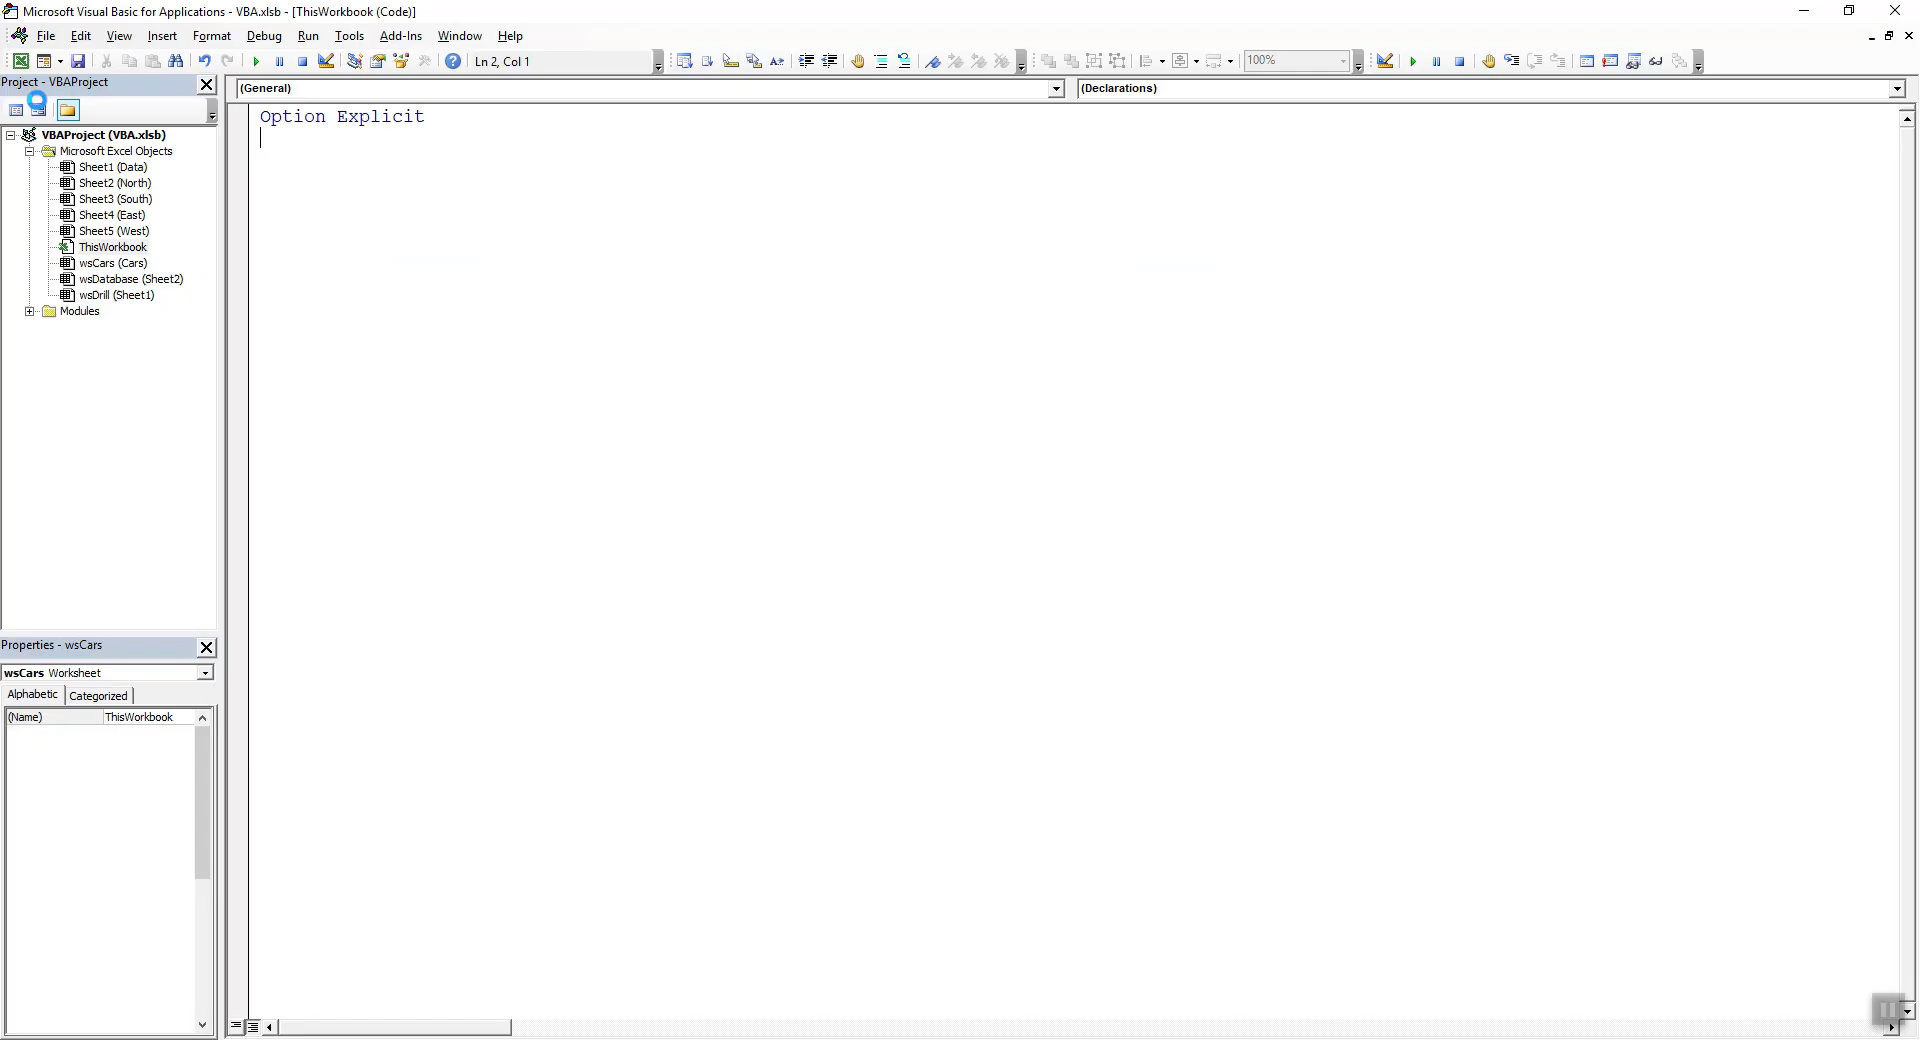 Microsoft Visual Basic for Applications - VBA.xlsb - [ThisWorkbook (Code)]
File Edit View Insert Format Debug Run Tools Add-Ins Window Help
Ln 2, Col 1
100%
Project - VBAProject
(General)
(Declarations)
Option Explicit
VBAProject (VBA.xlsb)
Microsoft Excel Objects
Sheet1 (Data)
Sheet2 (North)
Sheet3 (South)
Sheet4 (East)
Sheet5 (West)
ThisWorkbook
wsCars (Cars)
wsDatabase (Sheet2)
wsDrill (Sheet1)
Modules
Properties - wsCars
wsCars Worksheet
Alphabetic Categorized
(Name) ThisWorkbook